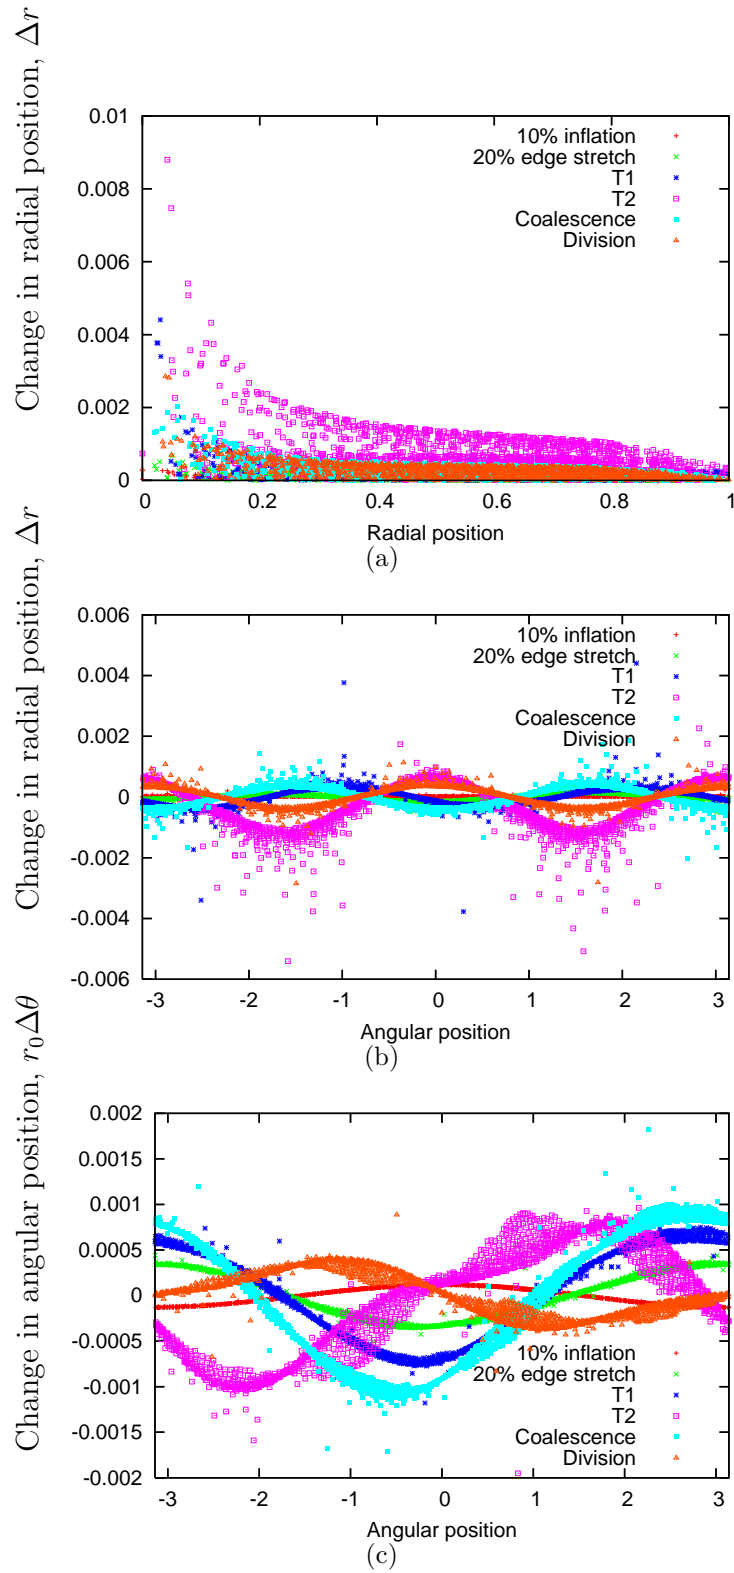 Change in radial position, Δr
0.01
0.008
0.006
0.004
0.002
0
0
0.2
0.4
0.6
0.8
1
10% inflation
20% edge stretch
T1
T2
Coalescence
Division
Radial position
(a)
Change in radial position, Δr
0.006
0.004
0.002
0
-0.002
-0.004
-0.006
-3
-2
-1
0
1
2
3
10% inflation
20% edge stretch
T1
T2
Coalescence
Division
Angular position
(b)
Change in angular position, r₀Δθ
0.002
0.0015
0.001
0.0005
0
-0.0005
-0.001
-0.0015
-0.002
-3
-2
-1
0
1
2
3
10% inflation
20% edge stretch
T1
T2
Coalescence
Division
Angular position
(c)